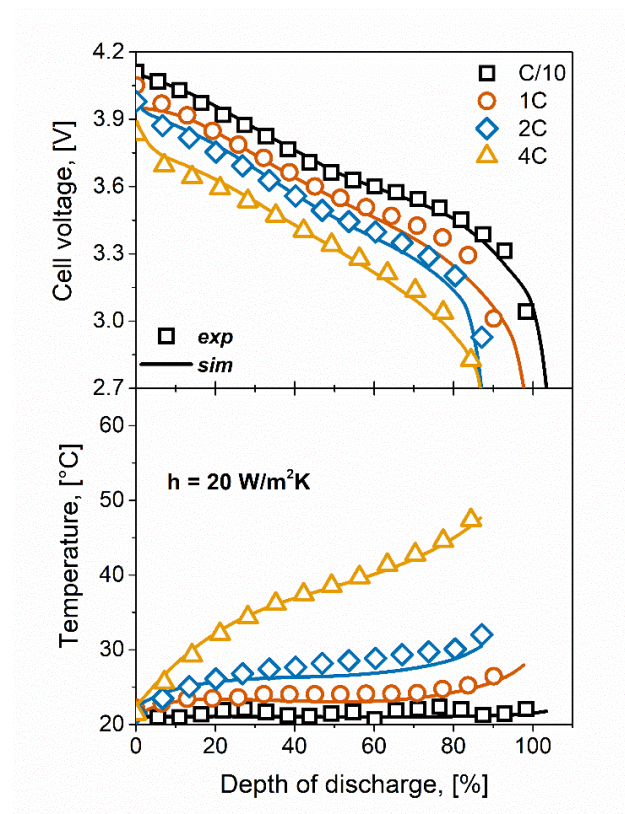 4.2
3.9
3.6
3.3
3.0
2.7
Cell voltage, [V]
C/10
1C
2C
4C
exp
sim
60
50
40
30
20
Temperature, [°C]
h = 20 W/m²K
0 20 40 60 80 100
Depth of discharge, [%]